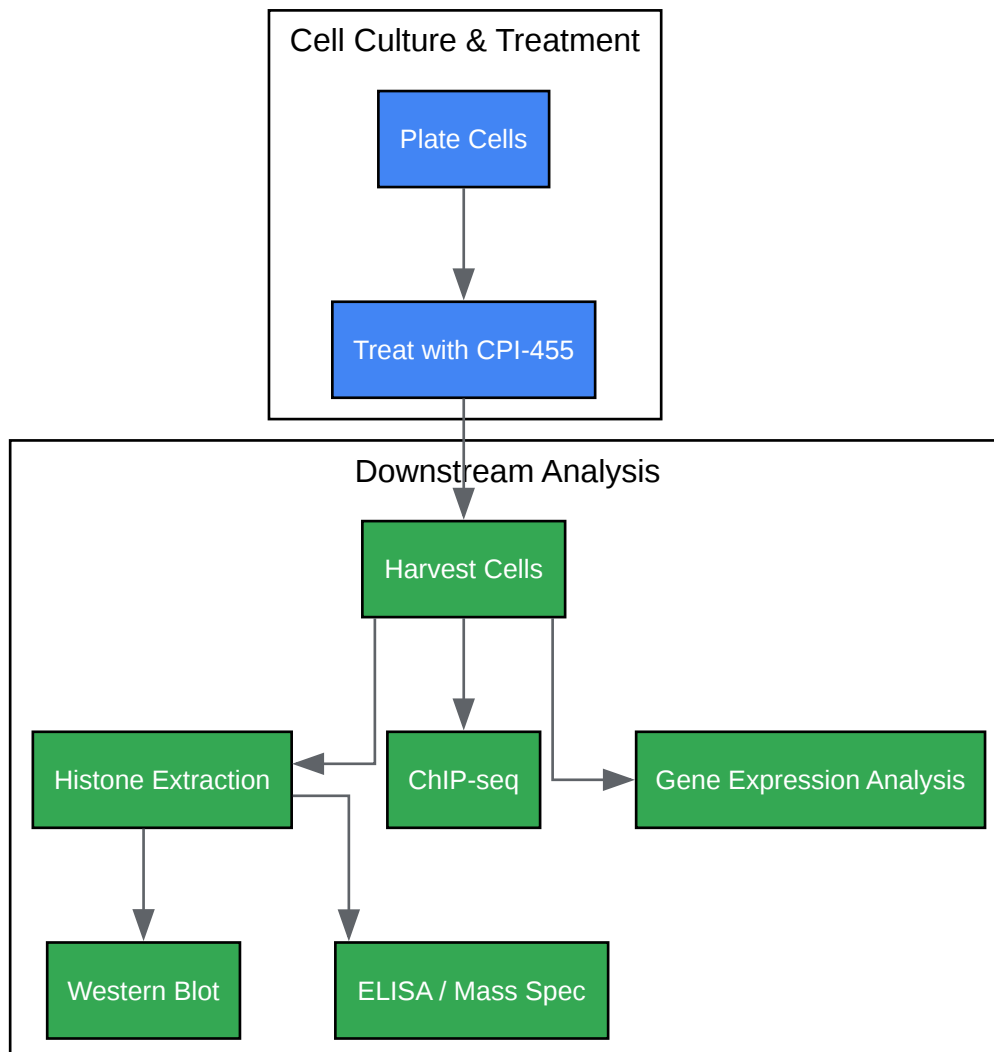 Cell Culture & Treatment
Plate Cells
Treat with CPI-455
Downstream Analysis
Harvest Cells
Histone Extraction
ChIP-seq
Gene Expression Analysis
Western Blot
ELISA / Mass Spec